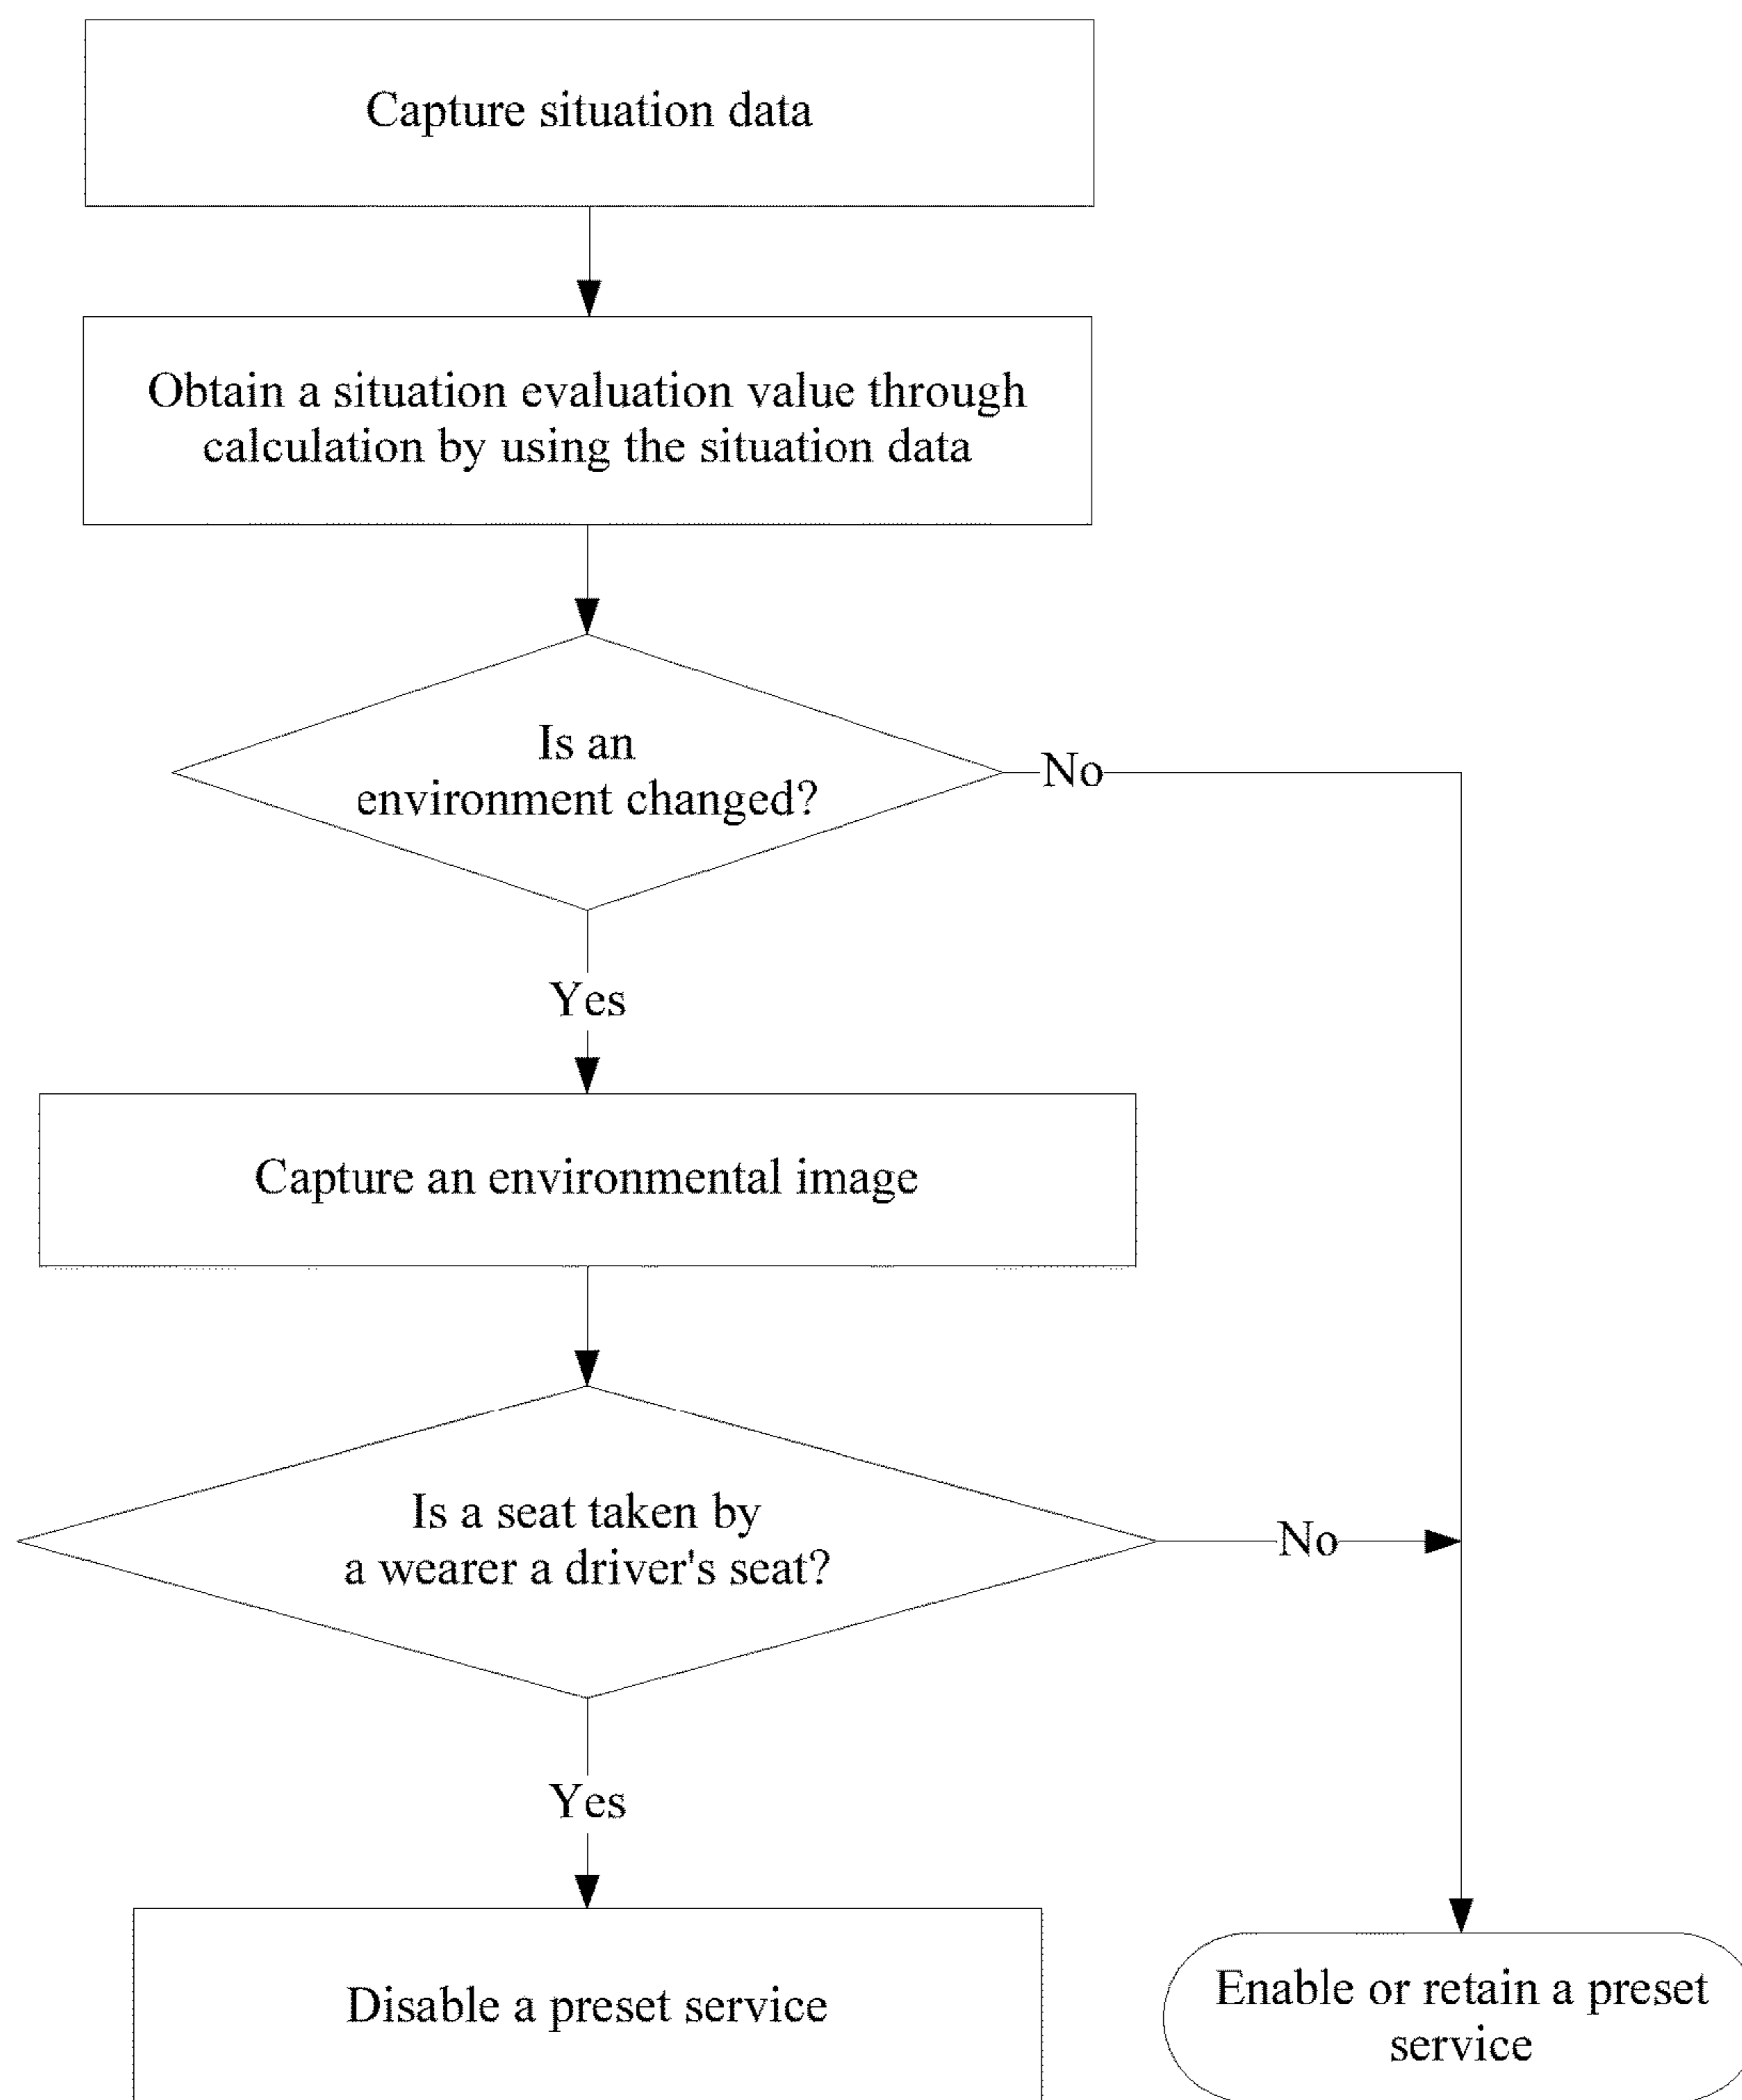 Capture situation data
Obtain a situation evaluation value through
calculation by using the situation data
Is an
environment changed?
No
Yes
Capture an environmental image
Is a seat taken by
a wearer a driver's seat?
No
Yes
Disable a preset service
Enable or retain a preset
service